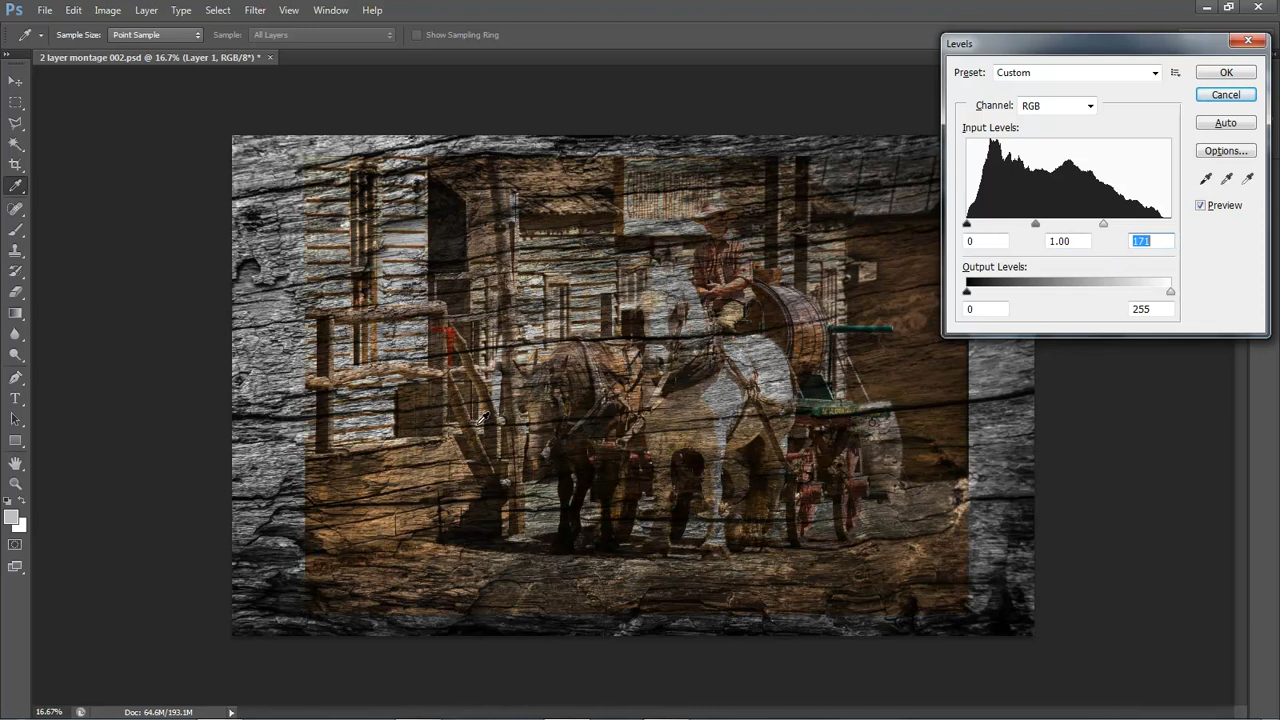 Ps File Edit Image Layer Type Select Filter View Window Help
Sample Size: Point Sample Sample: All Layers Show Sampling Ring
2 layer montage 002.psd @ 16.7% (Layer 1, RGB/8*) * ×
Levels
Preset: Custom
OK
Cancel
Channel: RGB
Auto
Input Levels:
Options...
Preview
0 1.00 171
Output Levels:
0 255
16.67% Doc: 64.6M/193.1M